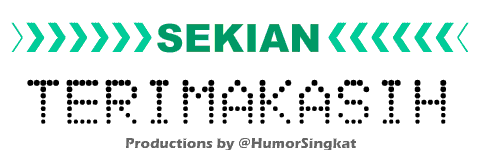 SEKIAN
TERIMAKASIH
Productions by @HumorSingkat